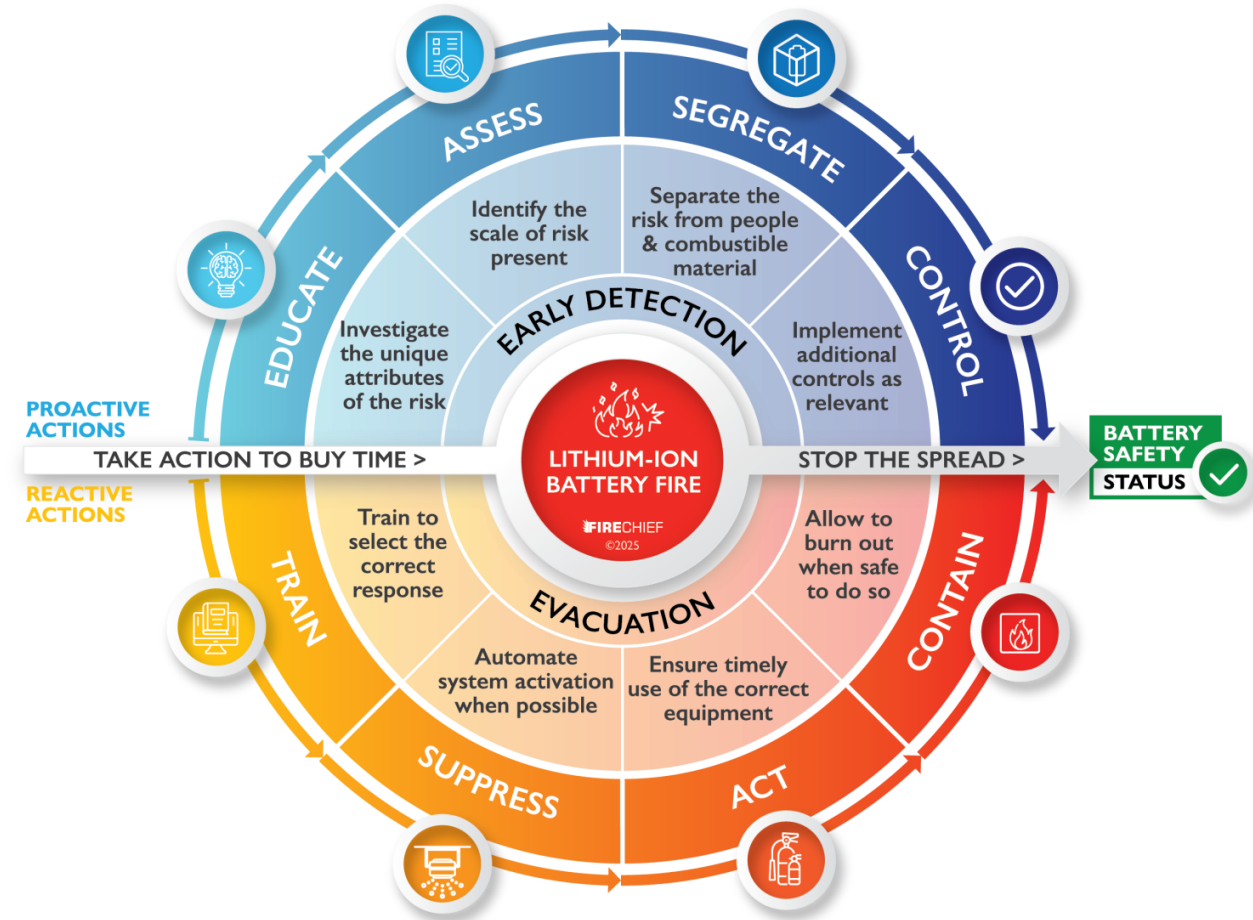 ASSESS
SEGREGATE
EDUCATE
CONTROL
Identify the
scale of risk
present
Separate the
risk from people
& combustible
material
Investigate
the unique
attributes
of the risk
Implement
additional
controls as
relevant
EARLY DETECTION
PROACTIVE
ACTIONS
TAKE ACTION TO BUY TIME >
LITHIUM-ION
BATTERY FIRE
FIRECHIEF
©2025
STOP THE SPREAD >
BATTERY
SAFETY
STATUS
REACTIVE
ACTIONS
EVACUATION
Train to
select the
correct
response
Allow to
burn out
when safe
to do so
Automate
system activation
when possible
Ensure timely
use of the correct
equipment
TRAIN
CONTAIN
SUPPRESS
ACT